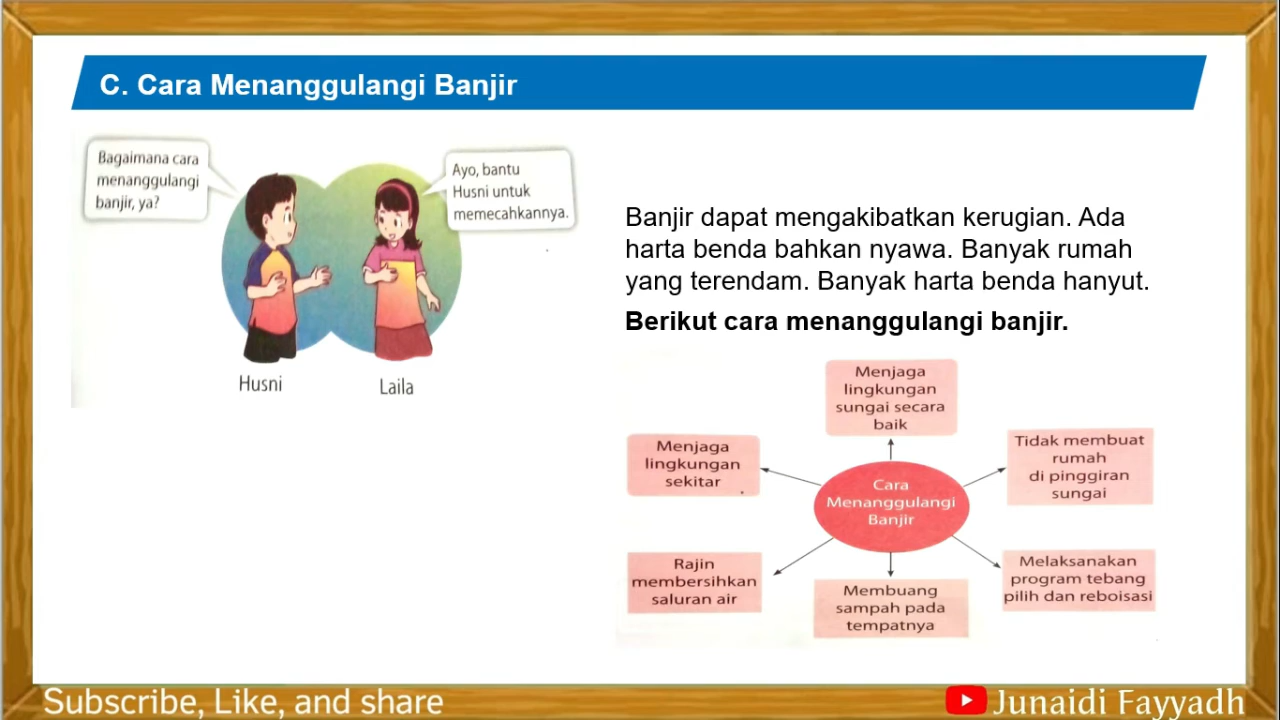 C. Cara Menanggulangi Banjir
Bagaimana cara
menanggulangi
banjir, ya?
Ayo, bantu
Husni untuk
memecahkannya.
Husni
Laila
Banjir dapat mengakibatkan kerugian. Ada
harta benda bahkan nyawa. Banyak rumah
yang terendam. Banyak harta benda hanyut.
Berikut cara menanggulangi banjir.
Menjaga
lingkungan
sungai secara
baik
Menjaga
lingkungan
sekitar
Tidak membuat
rumah
di pinggiran
sungai
Cara
Menanggulangi
Banjir
Rajin
membersihkan
saluran air
Membuang
sampah pada
tempatnya
Melaksanakan
program tebang
pilih dan reboisasi
Subscribe, Like, and share
Junaidi Fayyadh